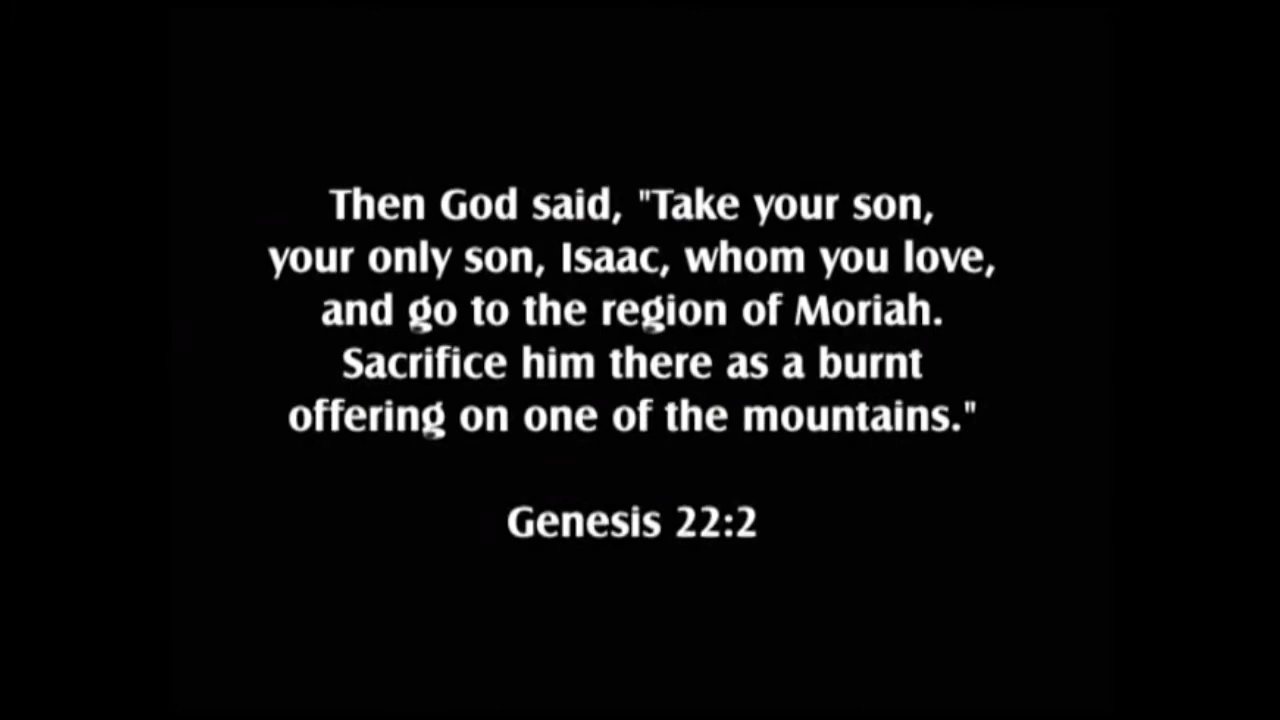 Then God said, "Take your son,
your only son, Isaac, whom you love,
and go to the region of Moriah.
Sacrifice him there as a burnt
offering on one of the mountains."
Genesis 22:2